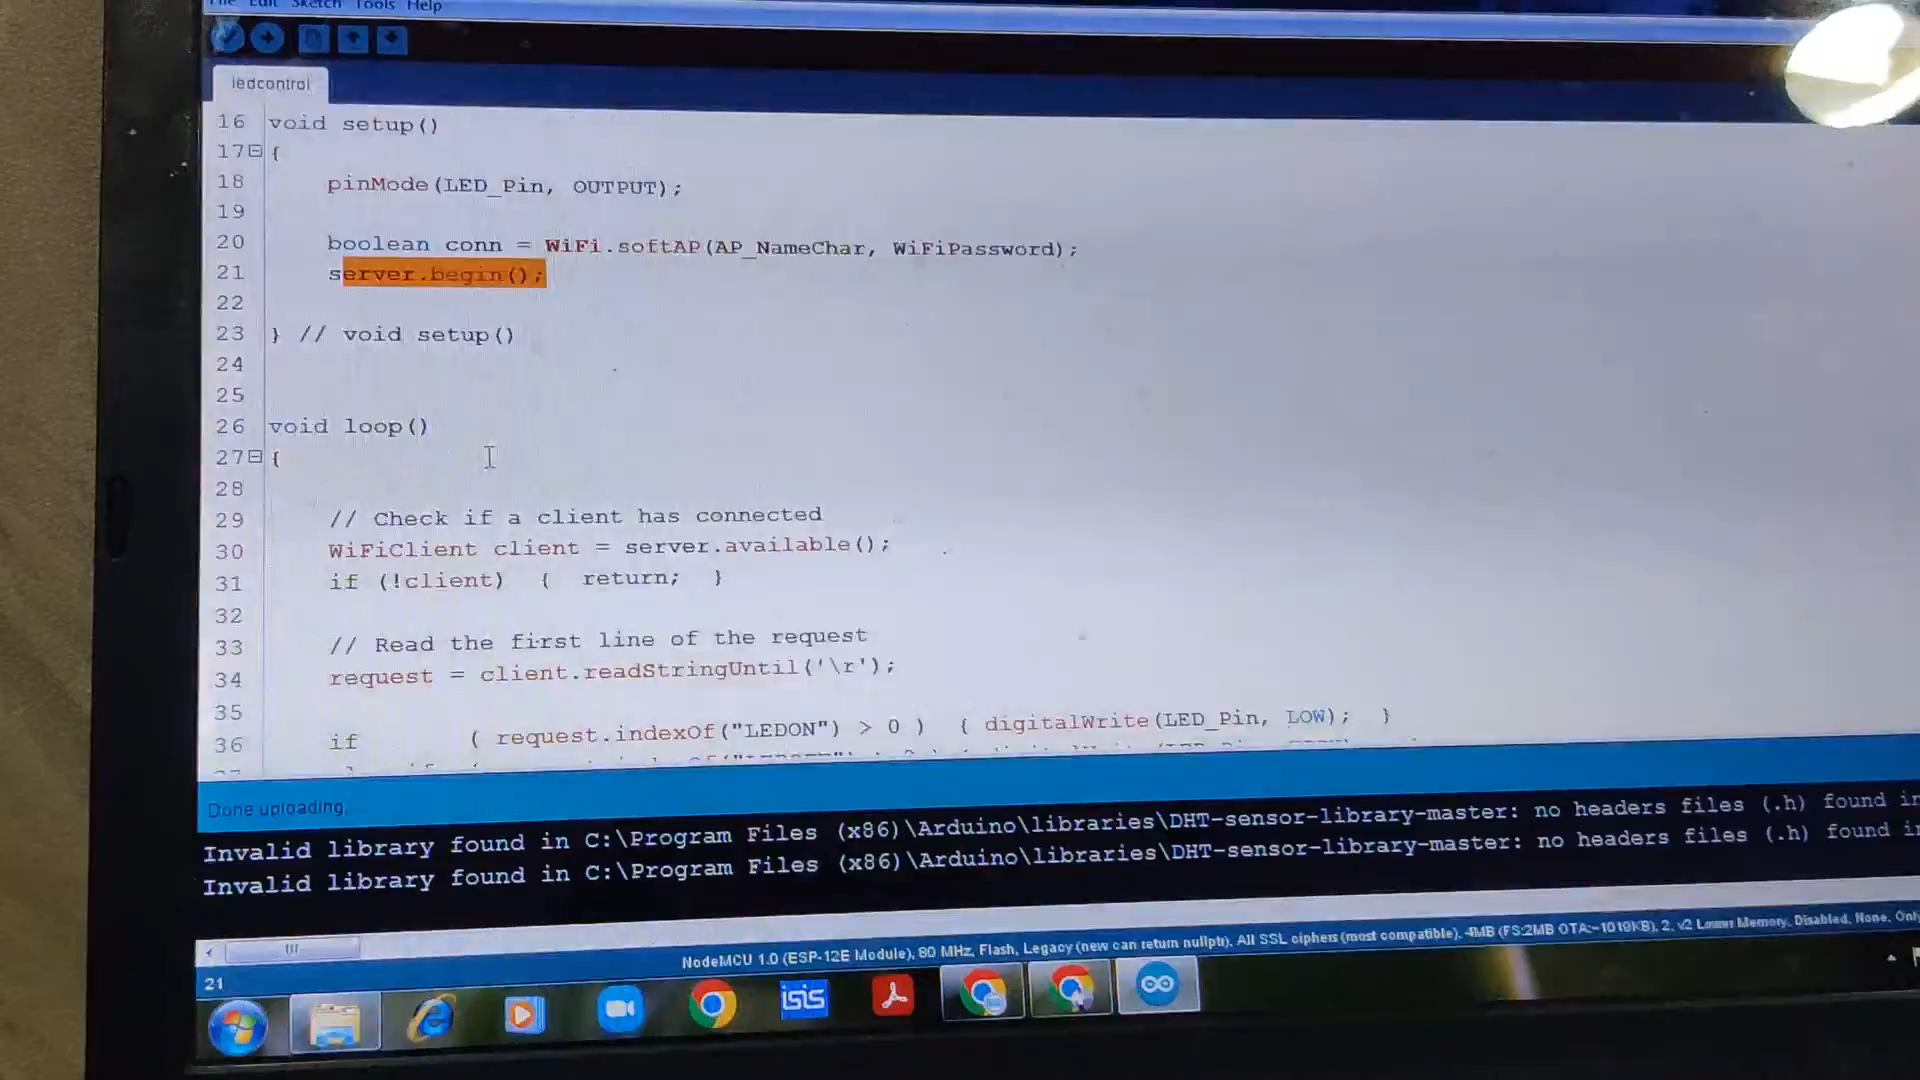 File Edit Sketch Tools Help
ledcontrol
16 void setup()
17 {
18 pinMode(LED_Pin, OUTPUT);
19
20 boolean conn = WiFi.softAP(AP_NameChar, WiFiPassword);
21 server.begin();
22
23 } // void setup()
24
25
26 void loop()
27 {
28
29 // Check if a client has connected
30 WiFiClient client = server.available();
31 if (!client) { return; }
32
33 // Read the first line of the request
34 request = client.readStringUntil('\r');
35
36 if ( request.indexOf("LEDON") > 0 ) { digitalWrite(LED_Pin, LOW); }
Done uploading.
Invalid library found in C:\Program Files (x86)\Arduino\libraries\DHT-sensor-library-master: no headers files (.h) found in
Invalid library found in C:\Program Files (x86)\Arduino\libraries\DHT-sensor-library-master: no headers files (.h) found in
21
NodeMCU 1.0 (ESP-12E Module), 80 MHz, Flash, Legacy (new can return nullptr), All SSL ciphers (most compatible), 4MB (FS:2MB OTA:~1019KB), 2, v2 Lower Memory, Disabled, None, Only
isis